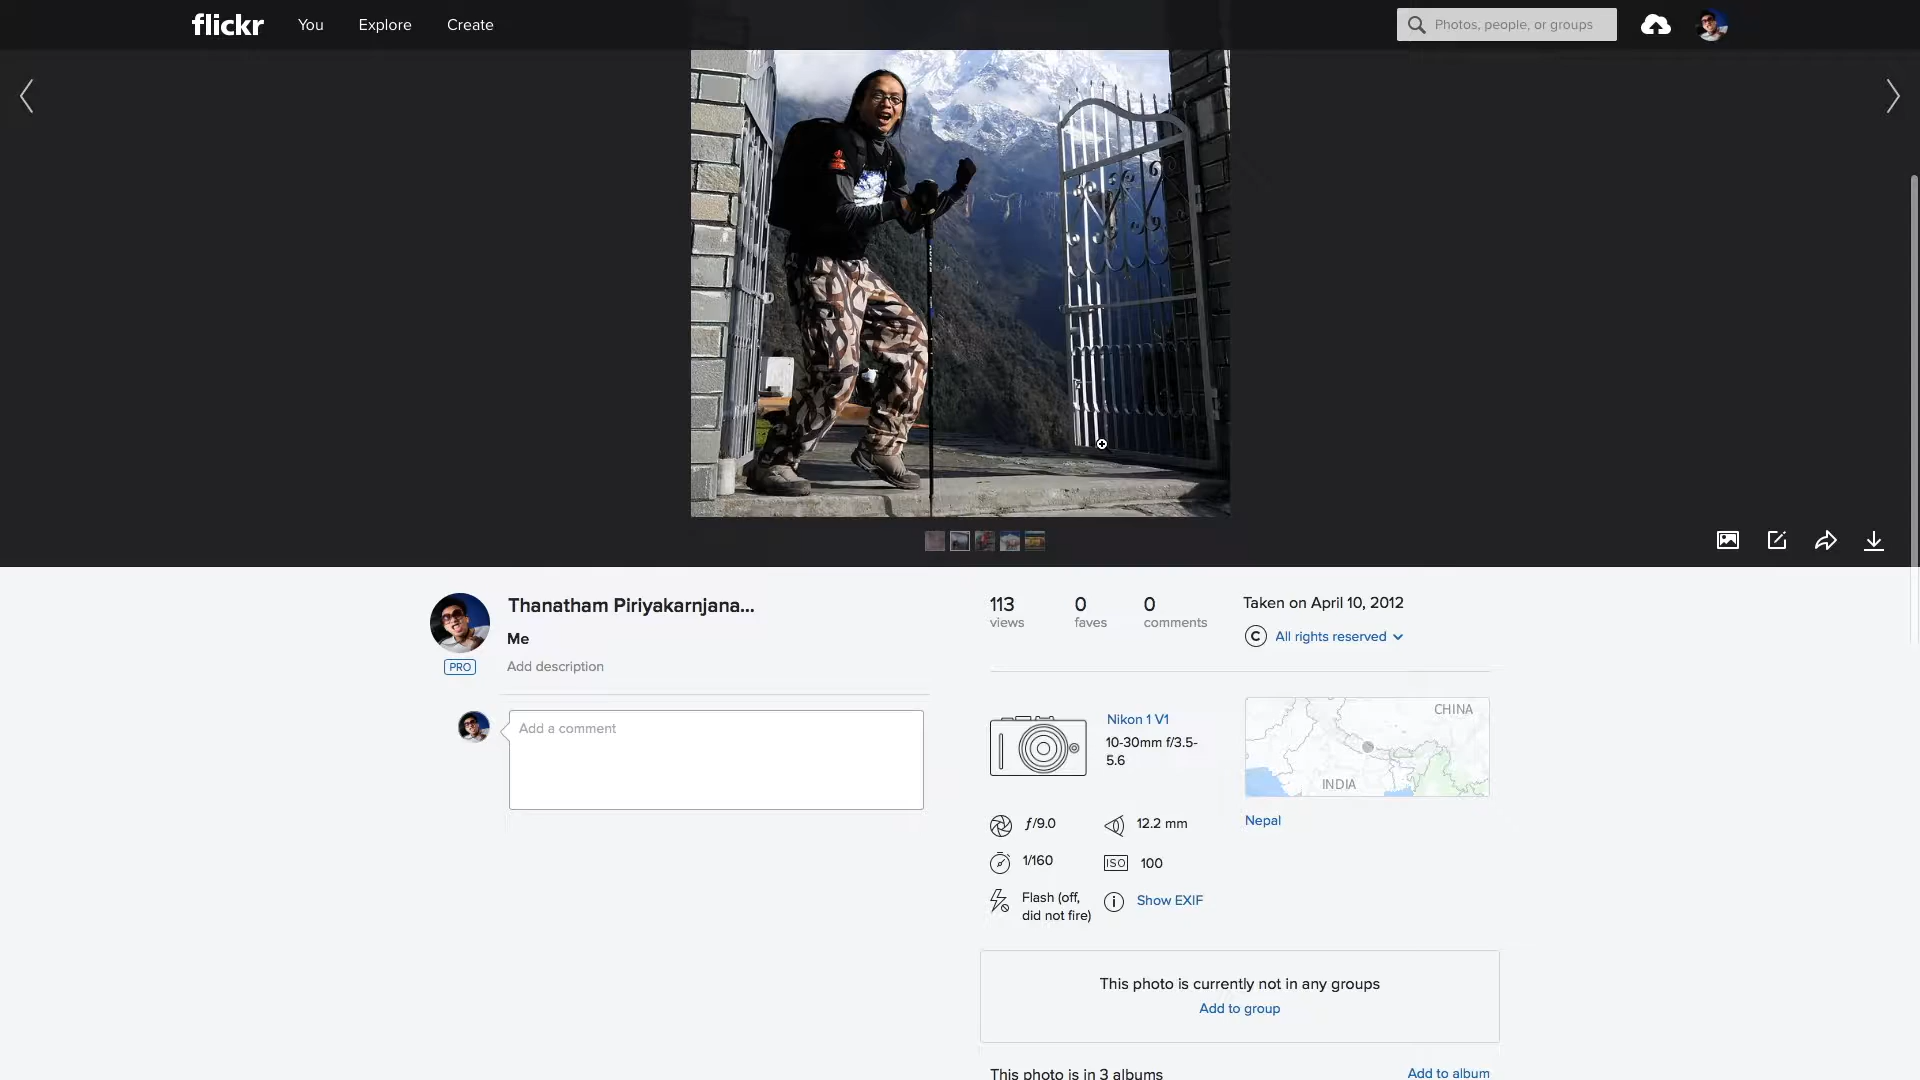 flickr
You
Explore
Create
Photos, people, or groups
Thanatham Piriyakarnjana...
Me
PRO
Add description
Add a comment
113
views
0
faves
0
comments
Taken on April 10, 2012
All rights reserved
Nikon 1 V1
10-30mm f/3.5-
5.6
ƒ/9.0
12.2 mm
1/160
ISO
100
Flash (off,
did not fire)
Show EXIF
CHINA
INDIA
Nepal
This photo is currently not in any groups
Add to group
This photo is in 3 albums
Add to album